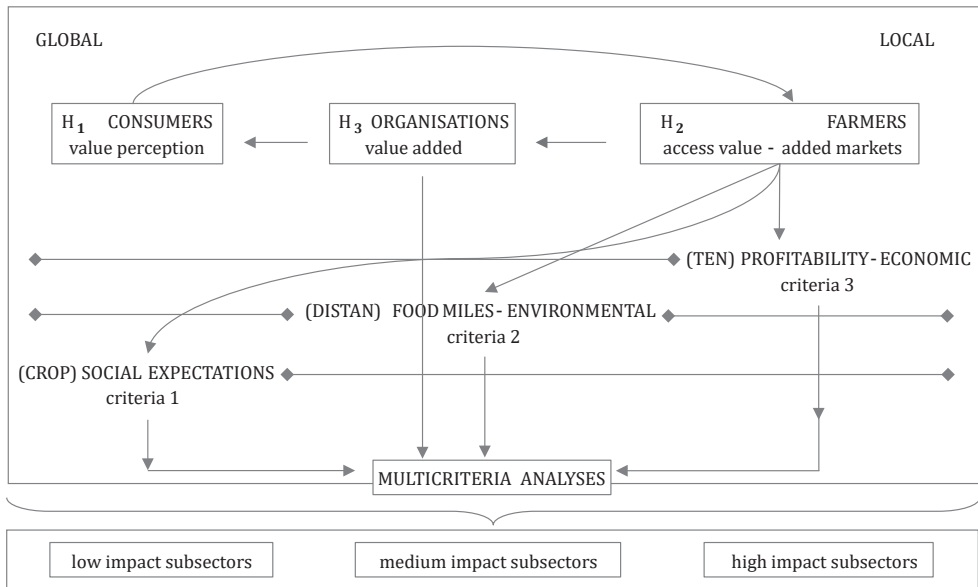 GLOBAL LOCAL
H1 CONSUMERS
value perception
H3 ORGANISATIONS
value added
H2 FARMERS
access value - added markets
(TEN) PROFITABILITY - ECONOMIC
criteria 3
(DISTAN) FOOD MILES - ENVIRONMENTAL
criteria 2
(CROP) SOCIAL EXPECTATIONS
criteria 1
MULTICRITERIA ANALYSES
low impact subsectors
medium impact subsectors
high impact subsectors